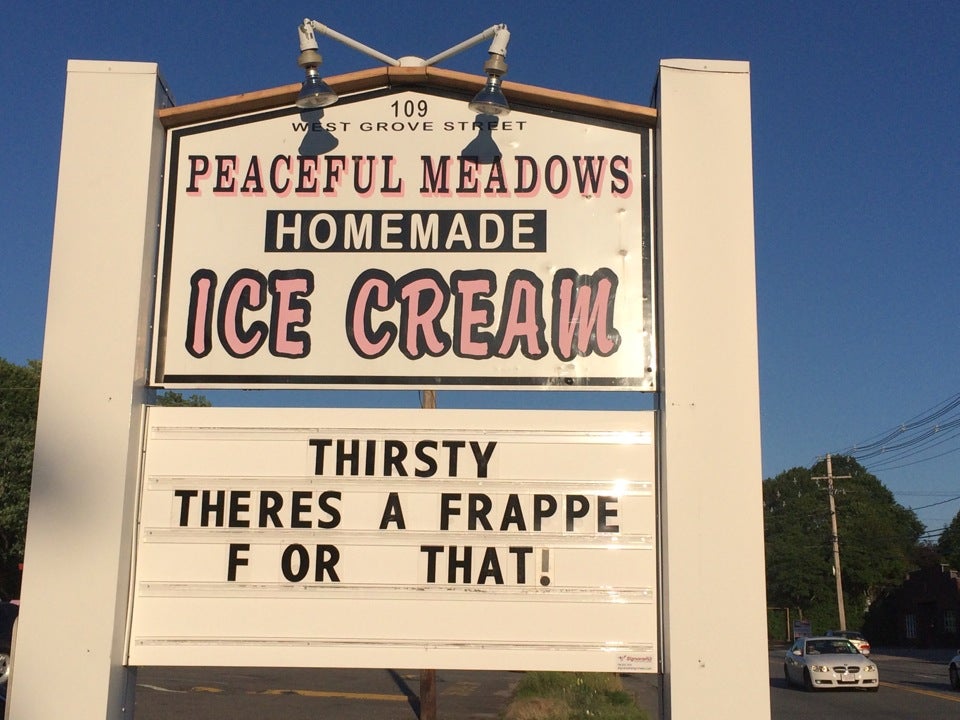 109
WEST GROVE STREET
PEACEFUL MEADOWS
HOMEMADE
ICE CREAM
THIRSTY
THERES A FRAPPE
F OR THAT!